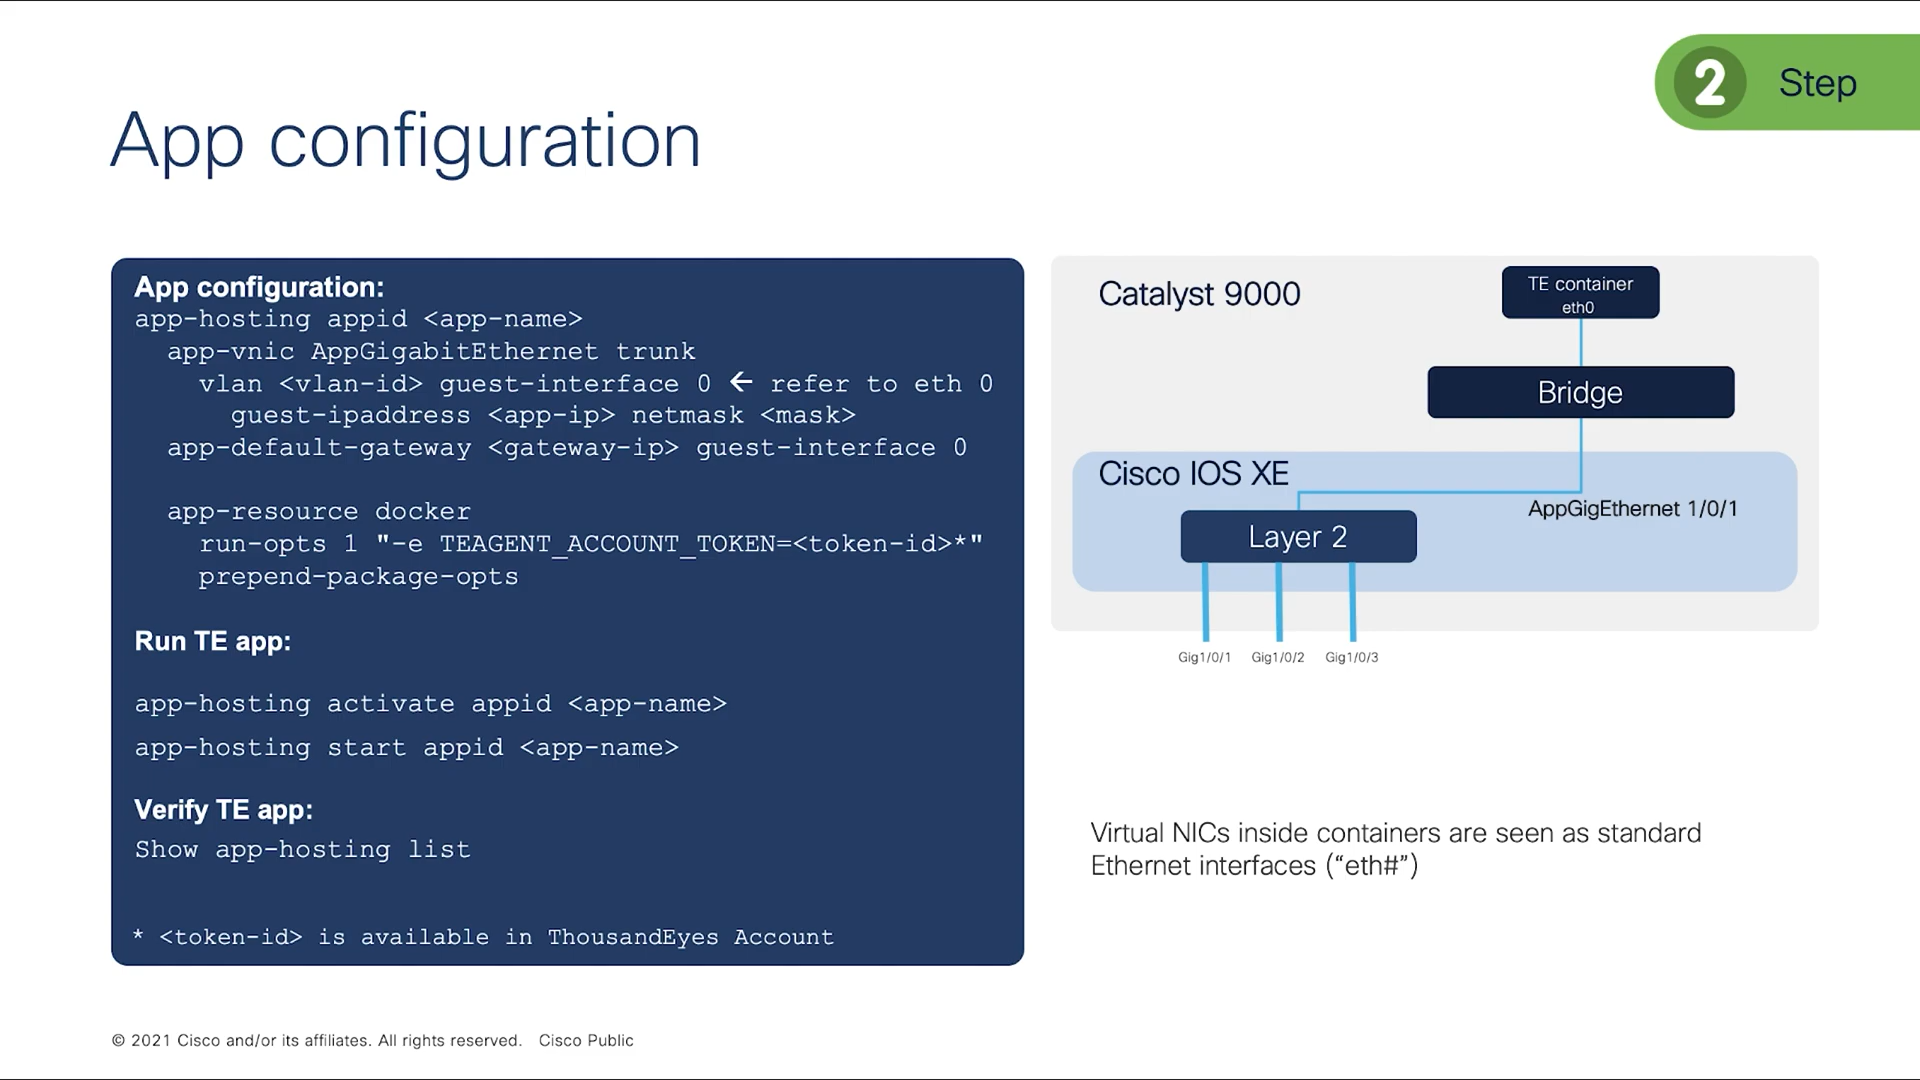 2 Step
App configuration
App configuration:
app-hosting appid <app-name>
app-vnic AppGigabitEthernet trunk
vlan <vlan-id> guest-interface 0 ← refer to eth 0
guest-ipaddress <app-ip> netmask <mask>
app-default-gateway <gateway-ip> guest-interface 0
app-resource docker
run-opts 1 "-e TEAGENT_ACCOUNT_TOKEN=<token-id>*"
prepend-package-opts
Run TE app:
app-hosting activate appid <app-name>
app-hosting start appid <app-name>
Verify TE app:
Show app-hosting list
* <token-id> is available in ThousandEyes Account
Catalyst 9000
TE container
eth0
Bridge
Cisco IOS XE
AppGigEthernet 1/0/1
Layer 2
Gig1/0/1 Gig1/0/2 Gig1/0/3
Virtual NICs inside containers are seen as standard
Ethernet interfaces (“eth#”)
© 2021 Cisco and/or its affiliates. All rights reserved. Cisco Public